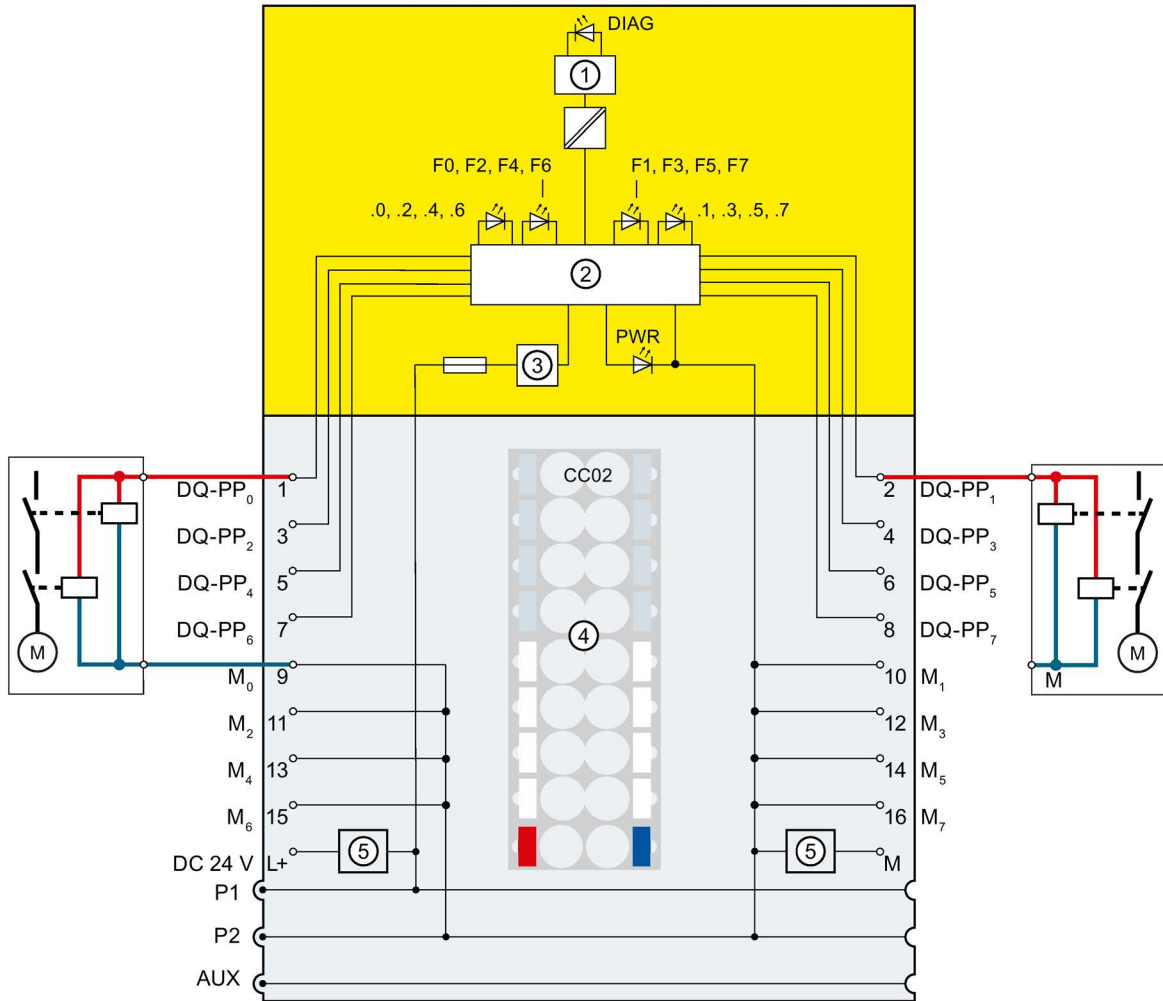 DIAG
①
F0, F2, F4, F6 F1, F3, F5, F7
.0, .2, .4, .6 .1, .3, .5, .7
②
PWR
③
CC02
DQ-PP₀ 1 2 DQ-PP₁
DQ-PP₂ 3 4 DQ-PP₃
DQ-PP₄ 5 6 DQ-PP₅
DQ-PP₆ 7 8 DQ-PP₇
④
M M
M₀ 9 10 M₁ M
M₂ 11 12 M₃
M₄ 13 14 M₅
M₆ 15 16 M₇
⑤ ⑤
DC 24 V L+ M
P1
P2
AUX